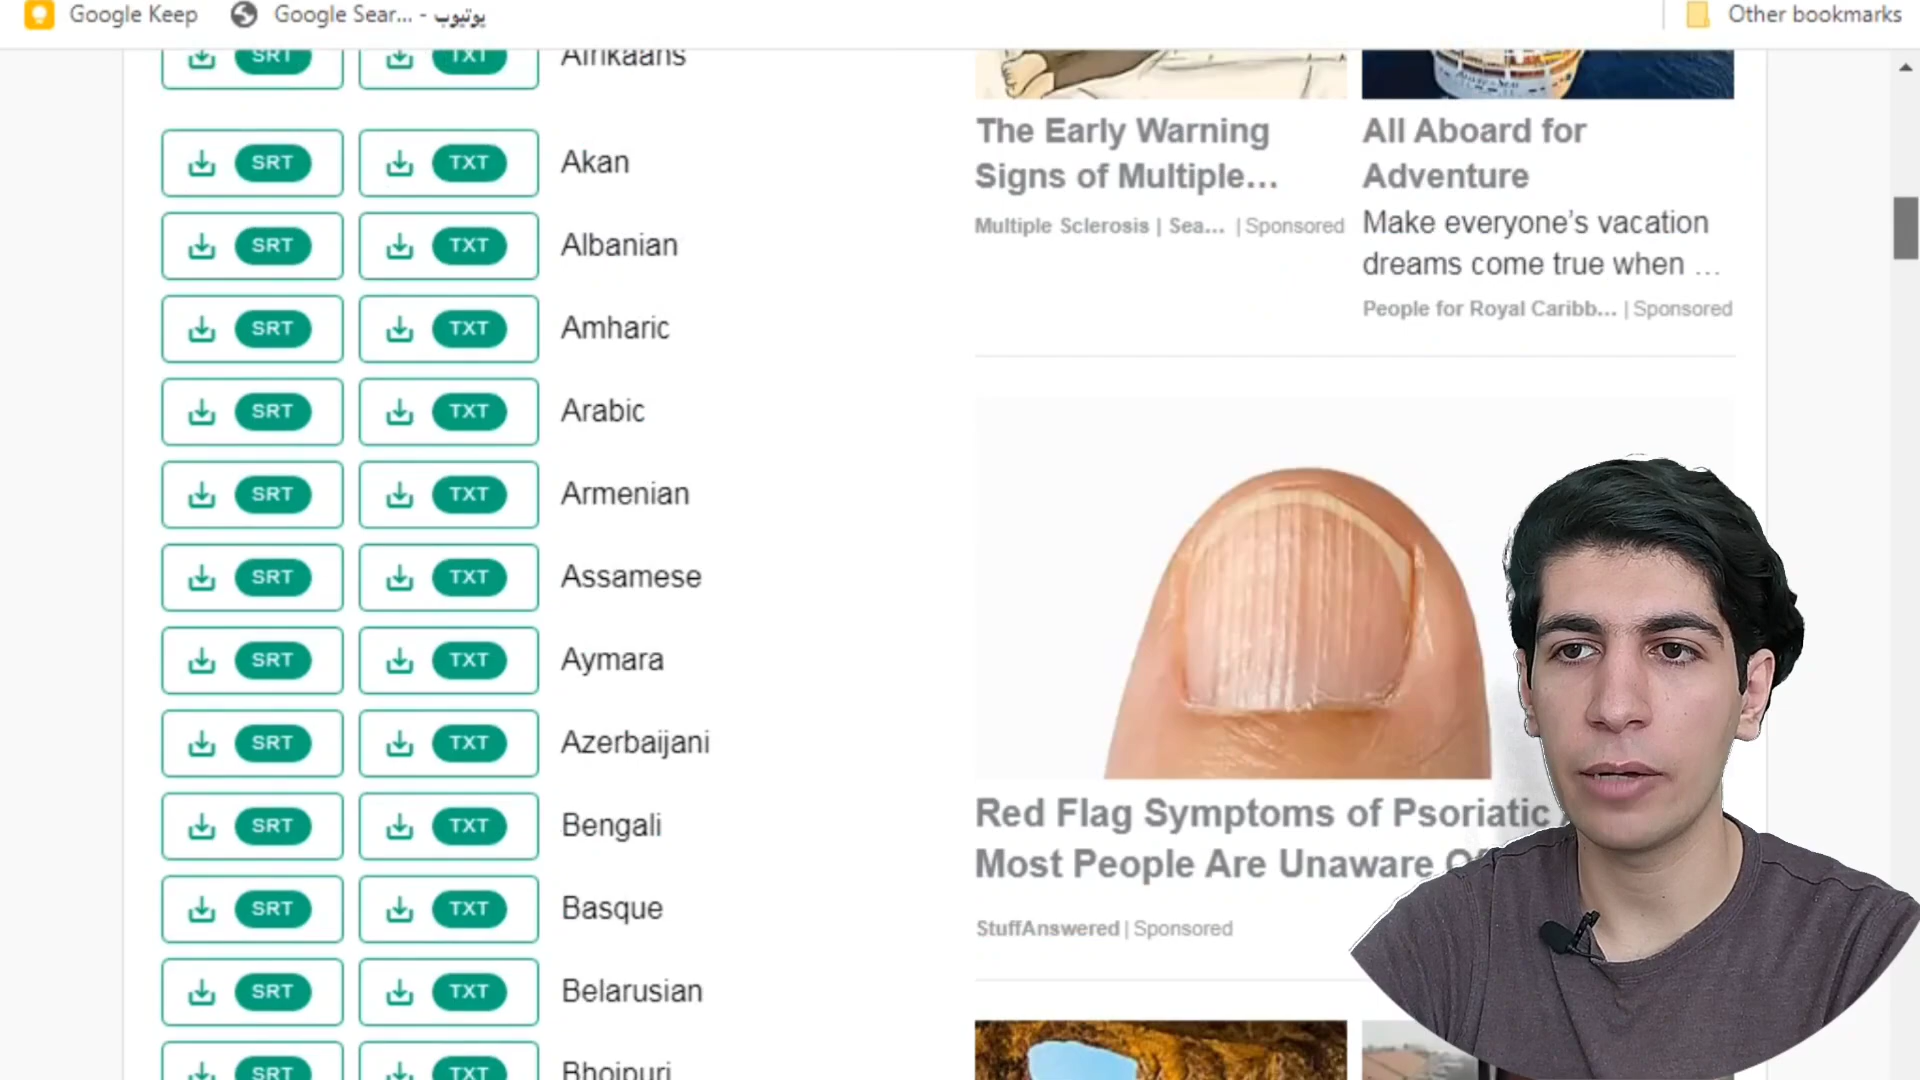 Google Keep
Google Sear... - يوتيوب
Other bookmarks
SRT TXT Afrikaans
SRT TXT Akan
SRT TXT Albanian
SRT TXT Amharic
SRT TXT Arabic
SRT TXT Armenian
SRT TXT Assamese
SRT TXT Aymara
SRT TXT Azerbaijani
SRT TXT Bengali
SRT TXT Basque
SRT TXT Belarusian
SRT TXT Bhojpuri
The Early Warning
Signs of Multiple...
Multiple Sclerosis | Sea... | Sponsored
All Aboard for
Adventure
Make everyone's vacation
dreams come true when ...
People for Royal Caribb... | Sponsored
Red Flag Symptoms of Psoriatic
Most People Are Unaware
StuffAnswered | Sponsored